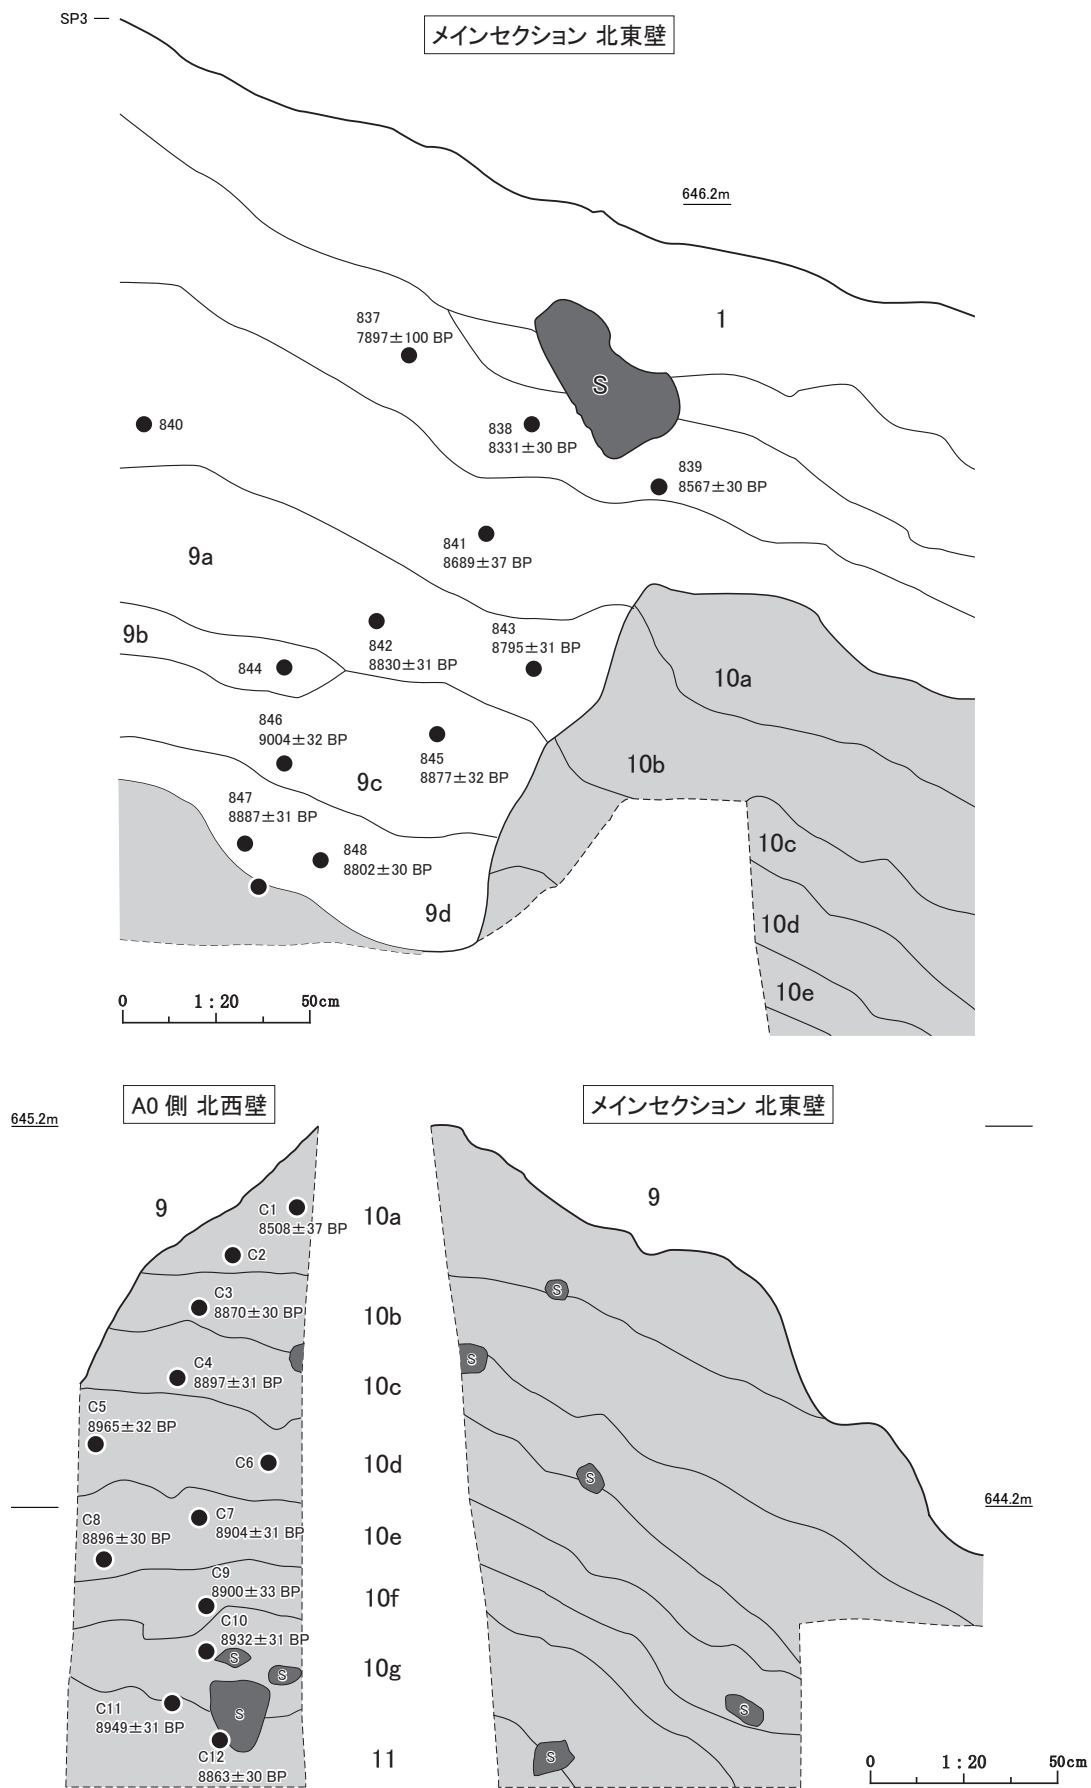 SP3
メインセクション 北東壁
646.2m
1
837
7897±100 BP
S
840
838
8331±30 BP
839
8567±30 BP
841
8689±37 BP
9a
9b
842
8830±31 BP
843
8795±31 BP
844
10a
846
9004±32 BP
845
8877±32 BP
10b
9c
847
8887±31 BP
848
8802±30 BP
10c
9d
10d
10e
0 1:20 50cm
A0 側 北西壁
メインセクション 北東壁
645.2m
9
C1
8508±37 BP
10a
9
C2
C3
8870±30 BP
10b
S
C4
8897±31 BP
10c
S
C5
8965±32 BP
C6
10d
S
644.2m
C7
8904±31 BP
C8
8896±30 BP
10e
C9
8900±33 BP
10f
C10
8932±31 BP
S
S
10g
C11
8949±31 BP
S
S
C12
8863±30 BP
11
S
0 1:20 50cm